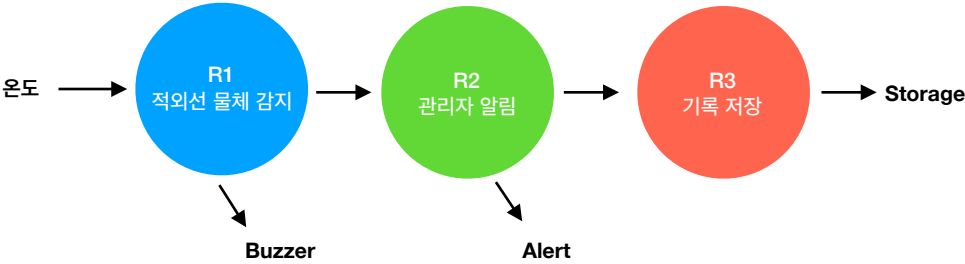 온도
R1
적외선 물체 감지
R2
관리자 알림
R3
기록 저장
Storage
Buzzer
Alert